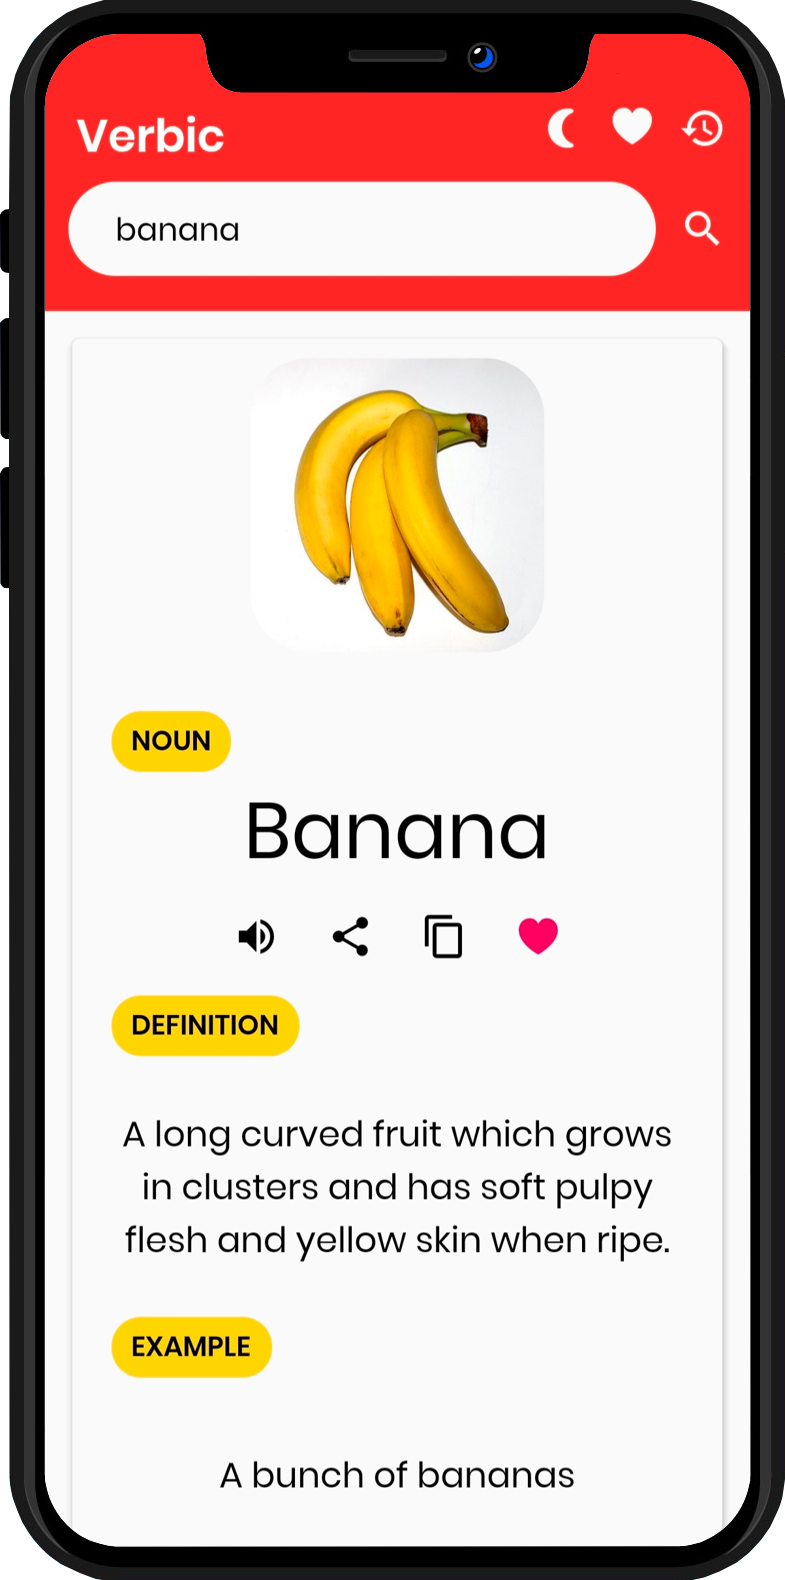 Verbic
banana
NOUN
Banana
DEFINITION
A long curved fruit which grows
in clusters and has soft pulpy
flesh and yellow skin when ripe.
EXAMPLE
A bunch of bananas